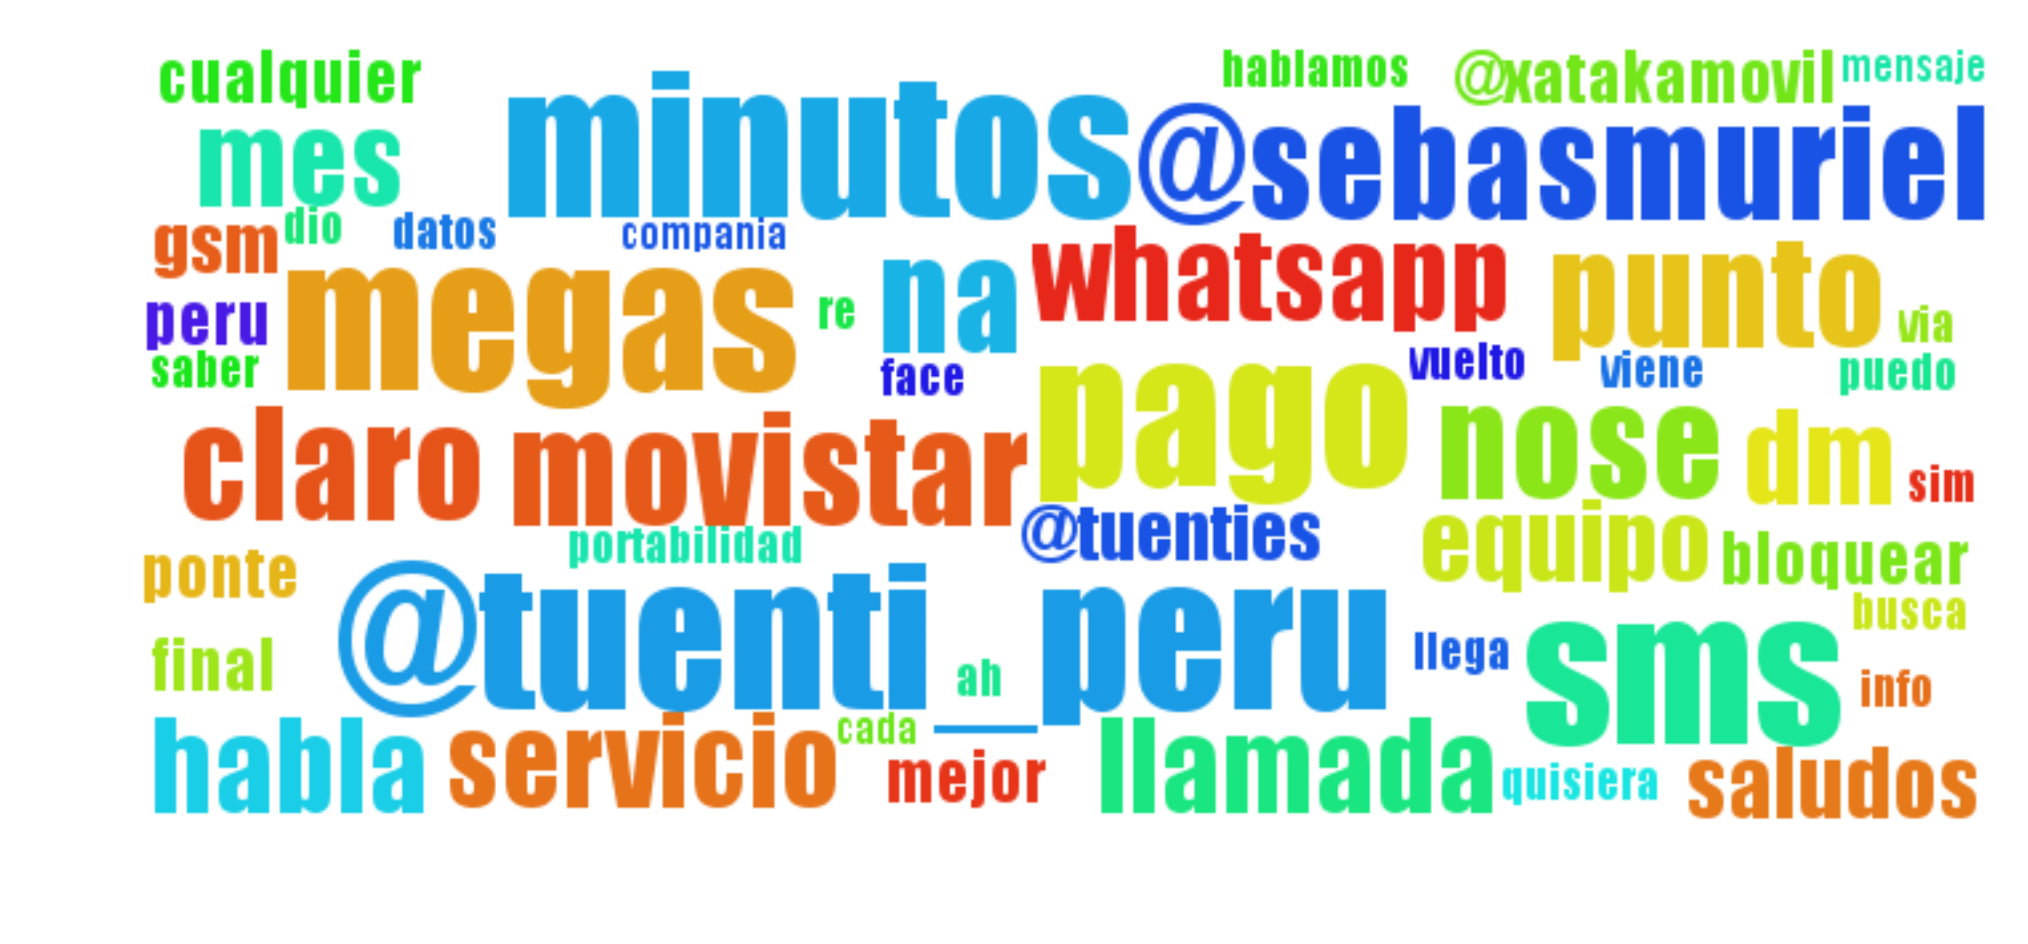 cualquier hablamos @xatakamovil mensaje
mes minutos @sebasmuriel
gsm dio datos compania
peru megas re na whatsapp punto via
saber face vuelto viene puedo
claro movistar pago nose dm sim
portabilidad @tuenties equipo bloquear
ponte @tuenti__peru busca
final ah llega sms info
habla servicio cada mejor llamada quisiera saludos